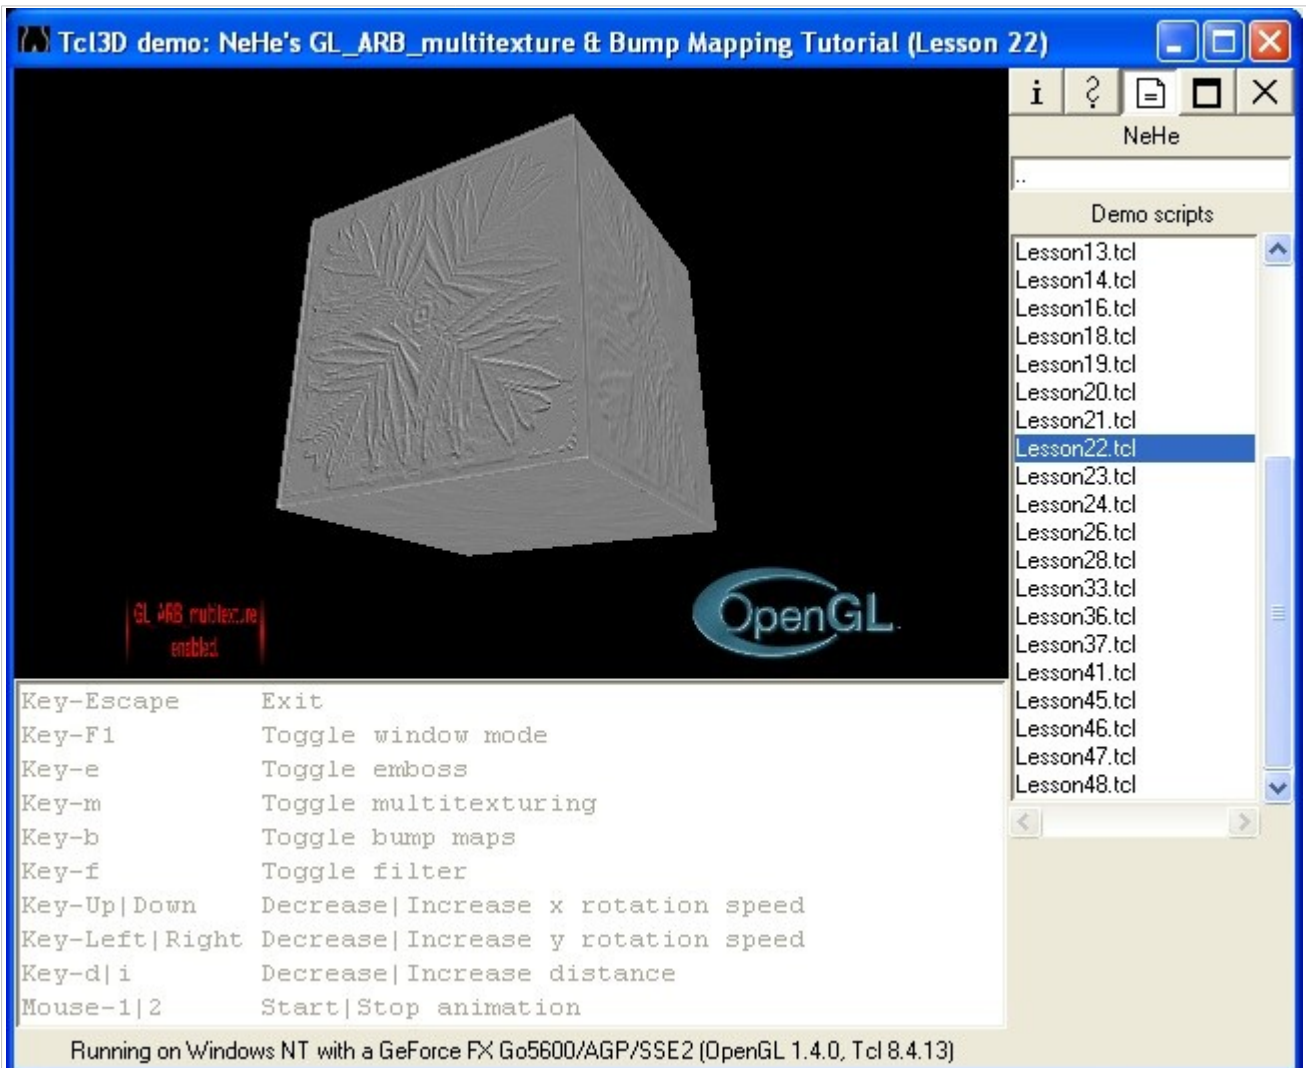 Tcl3D demo: NeHe's GL_ARB_multitexture & Bump Mapping Tutorial (Lesson 22)
i ?
NeHe
..
Demo scripts
Lesson13.tcl
Lesson14.tcl
Lesson16.tcl
Lesson18.tcl
Lesson19.tcl
Lesson20.tcl
Lesson21.tcl
Lesson22.tcl
Lesson23.tcl
Lesson24.tcl
Lesson26.tcl
Lesson28.tcl
Lesson33.tcl
Lesson36.tcl
Lesson37.tcl
Lesson41.tcl
Lesson45.tcl
Lesson46.tcl
Lesson47.tcl
Lesson48.tcl
GL_ARB_multitexture
enabled.
OpenGL.
Key-Escape Exit
Key-F1 Toggle window mode
Key-e Toggle emboss
Key-m Toggle multitexturing
Key-b Toggle bump maps
Key-f Toggle filter
Key-Up|Down Decrease|Increase x rotation speed
Key-Left|Right Decrease|Increase y rotation speed
Key-d|i Decrease|Increase distance
Mouse-1|2 Start|Stop animation
Running on Windows NT with a GeForce FX Go5600/AGP/SSE2 (OpenGL 1.4.0, Tcl 8.4.13)